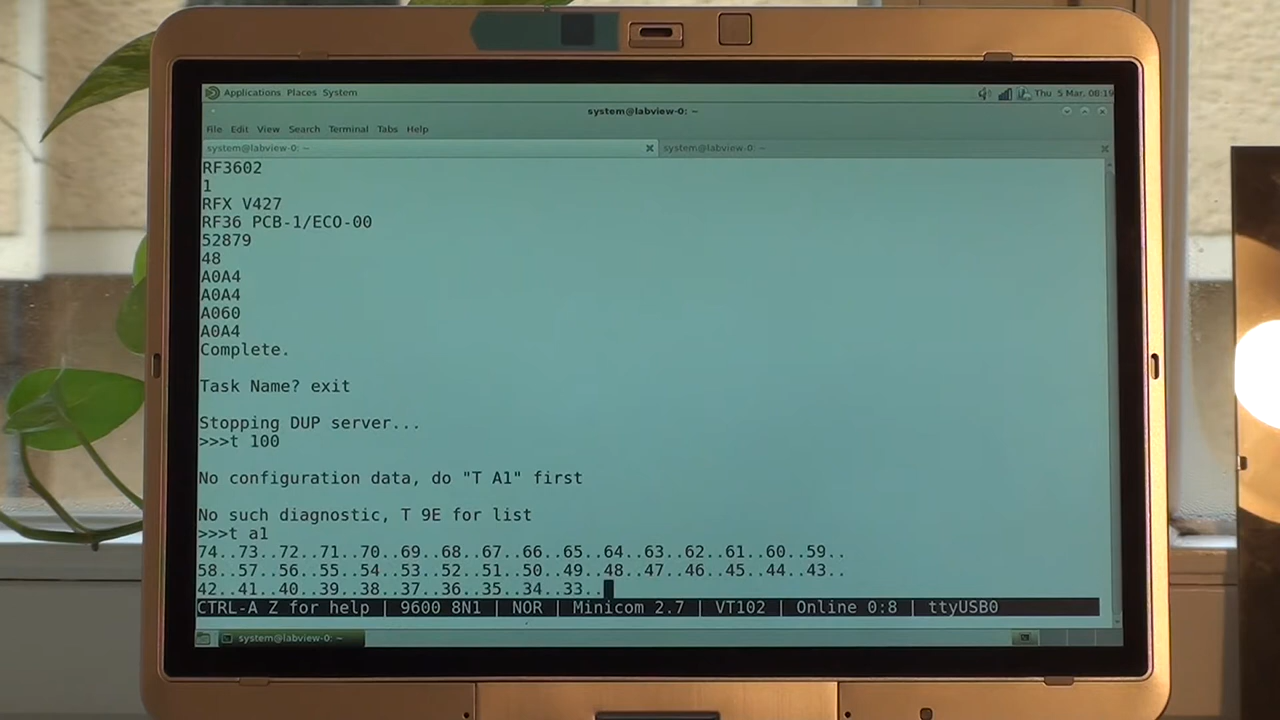 Applications Places System
Thu 5 Mar. 08:19
system@labview-0: ~
File Edit View Search Terminal Tabs Help
system@labview-0: ~
system@labview-0: ~
RF3602
1
RFX V427
RF36 PCB-1/ECO-00
52879
48
A0A4
A0A4
A060
A0A4
Complete.
Task Name? exit
Stopping DUP server...
>>>t 100
No configuration data, do "T A1" first
No such diagnostic, T 9E for list
>>>t a1
74..73..72..71..70..69..68..67..66..65..64..63..62..61..60..59..
58..57..56..55..54..53..52..51..50..49..48..47..46..45..44..43..
42..41..40..39..38..37..36..35..34..33..
CTRL-A Z for help | 9600 8N1 | NOR | Minicom 2.7 | VT102 | Online 0:8 | ttyUSB0
system@labview-0: ~